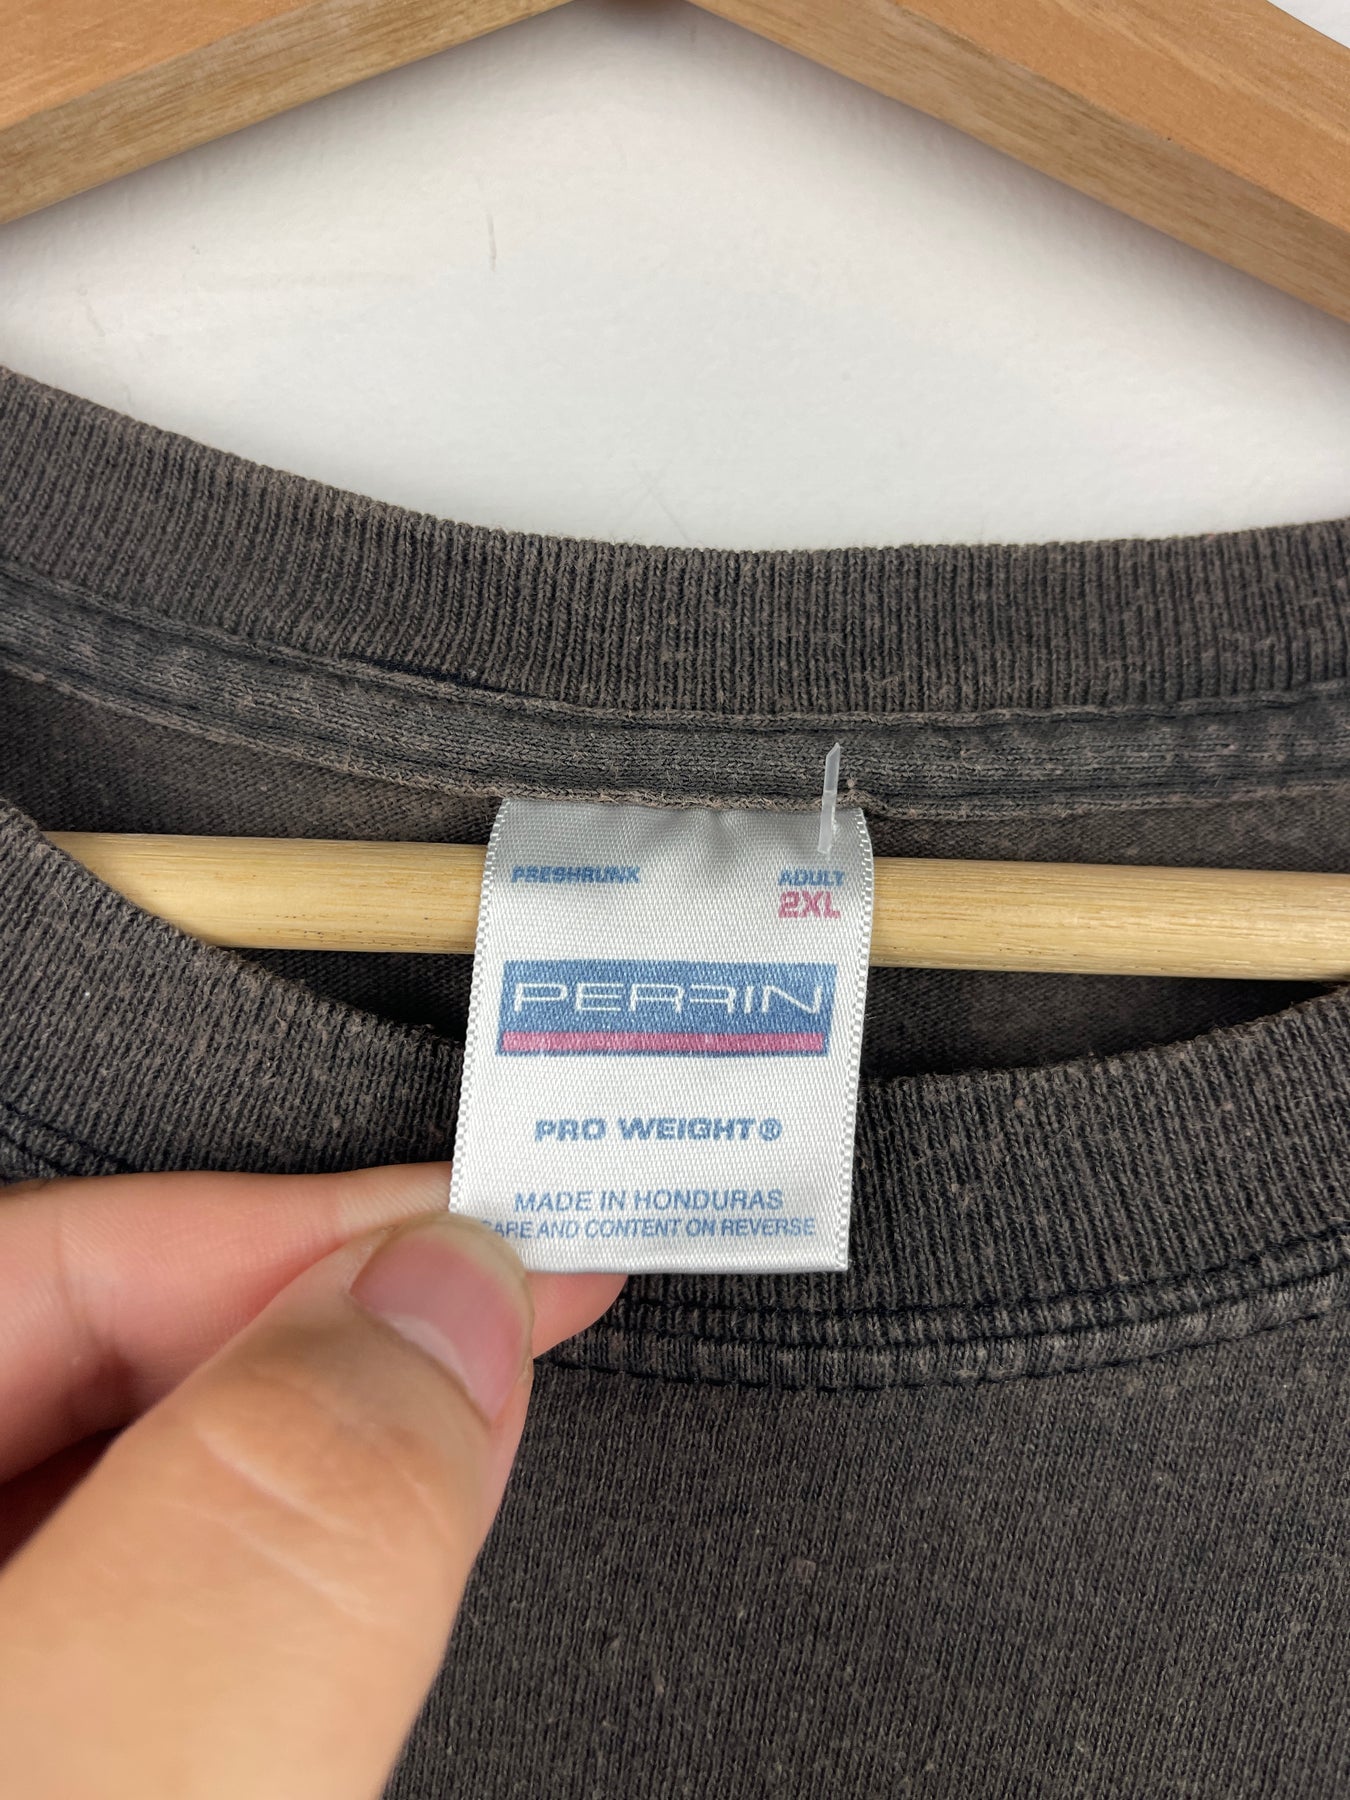 PRESHRUNK ADULT
2XL
PERRIN
PRO WEIGHT®
MADE IN HONDURAS
CARE AND CONTENT ON REVERSE